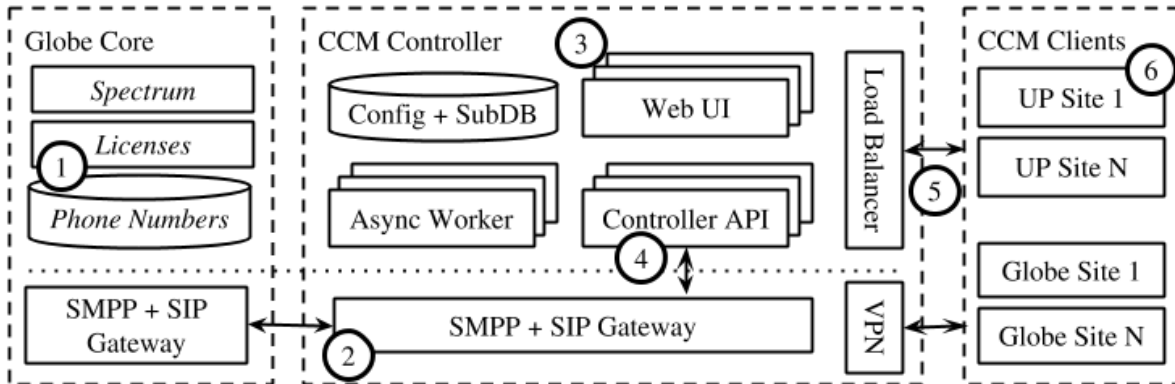 Globe Core
Spectrum
Licenses
1
Phone Numbers
SMPP + SIP
Gateway
CCM Controller
3
Config + SubDB
Web UI
Async Worker
Controller API
4
SMPP + SIP Gateway
2
Load Balancer
VPN
5
CCM Clients
6
UP Site 1
UP Site N
Globe Site 1
Globe Site N